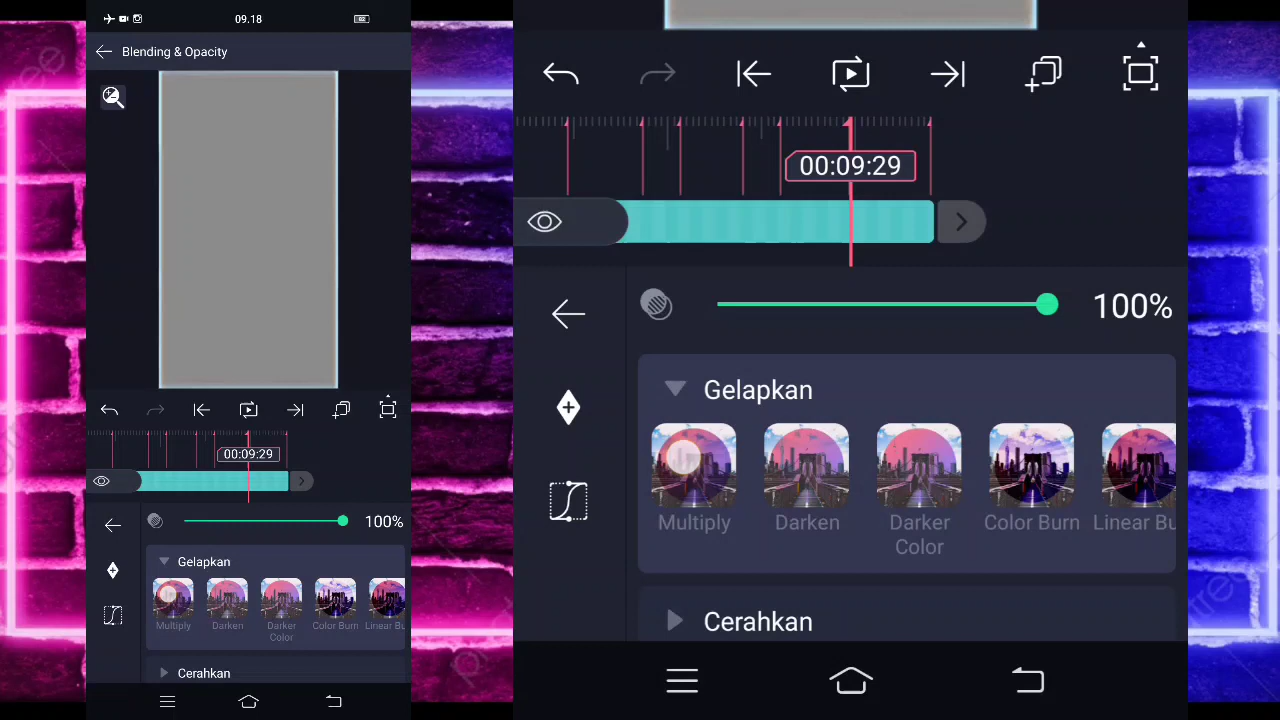 09.18
Blending & Opacity
00:09:29
100%
Gelapkan
Multiply
Darken
Darker
Color
Color Burn
Linear Bu
Cerahkan
00:09:29
100%
Gelapkan
Multiply
Darken
Darker
Color
Color Burn
Linear Bu
Cerahkan